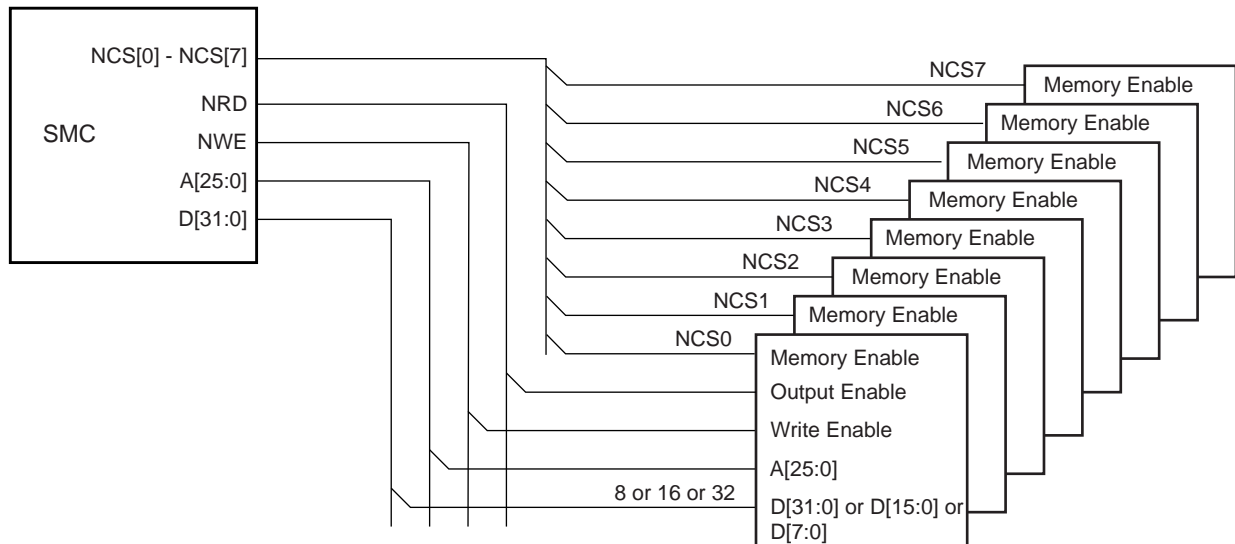 NCS[0] - NCS[7]
NRD
SMC
NWE
A[25:0]
D[31:0]
NCS7
Memory Enable
NCS6
Memory Enable
NCS5
Memory Enable
NCS4
Memory Enable
NCS3
Memory Enable
NCS2
Memory Enable
NCS1
Memory Enable
NCS0
Memory Enable
Output Enable
Write Enable
A[25:0]
8 or 16 or 32
D[31:0] or D[15:0] or
D[7:0]